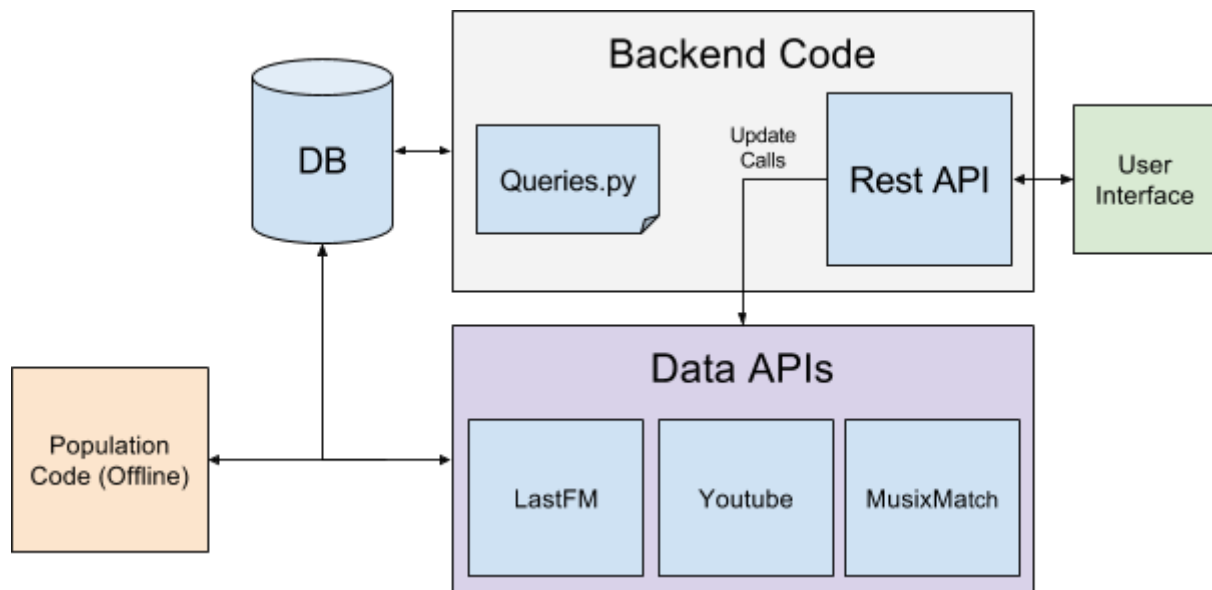 Backend Code
DB
Queries.py
Update
Calls
Rest API
User
Interface
Data APIs
Population
Code (Offline)
LastFM
Youtube
MusixMatch